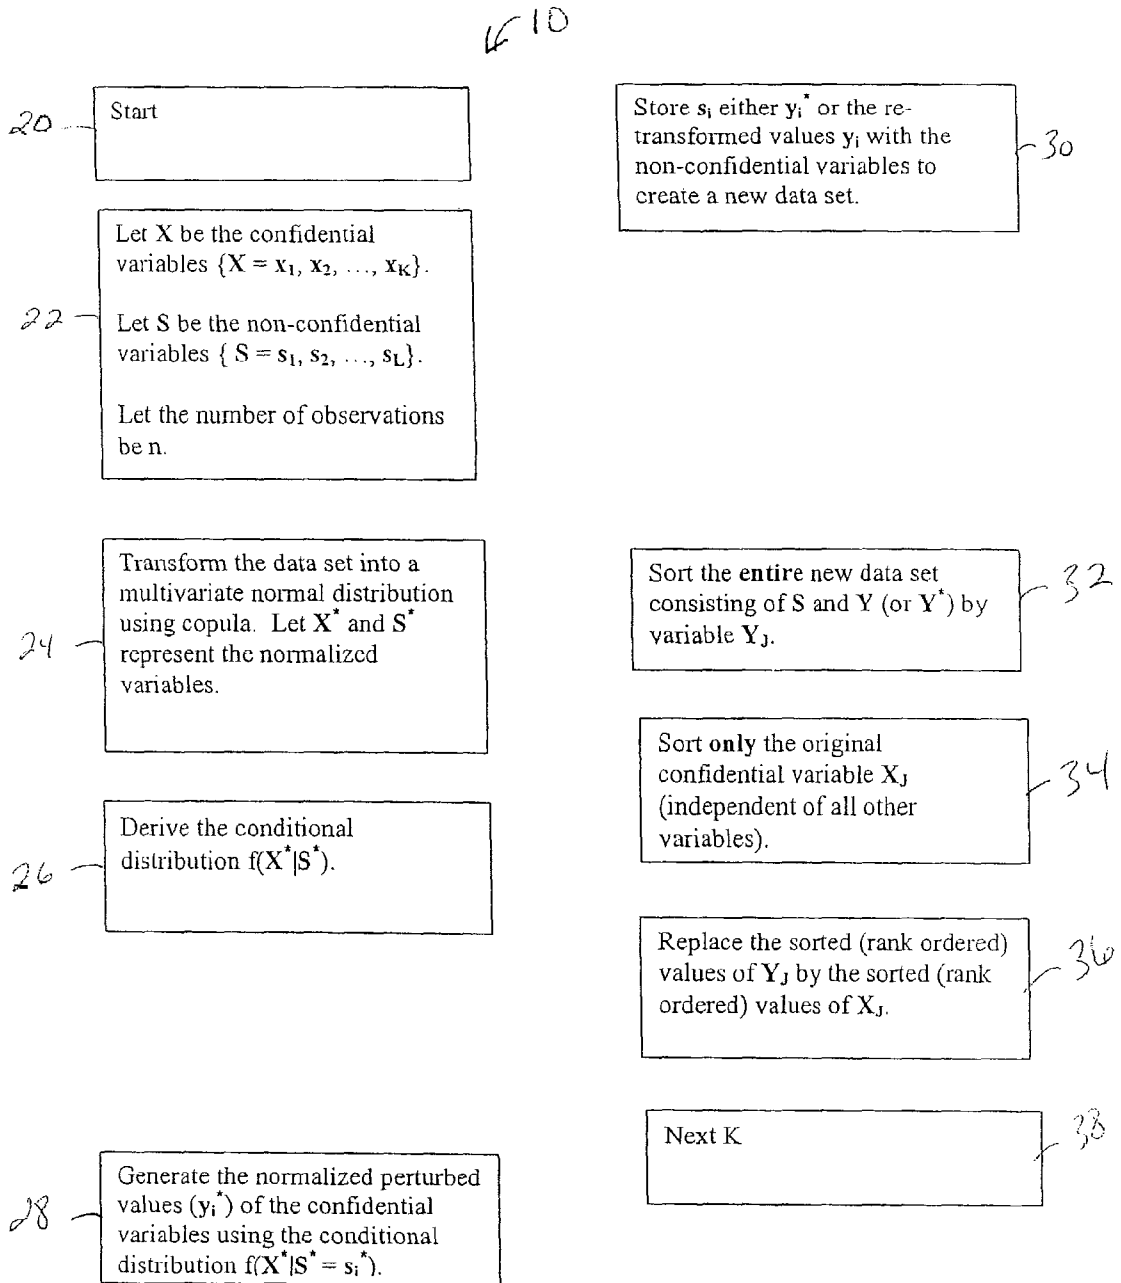 10
20
Start
22
Let X be the confidential
variables {X = x₁, x₂, …, x_K}.
Let S be the non-confidential
variables { S = s₁, s₂, …, s_L}.
Let the number of observations
be n.
24
Transform the data set into a
multivariate normal distribution
using copula. Let X* and S*
represent the normalized
variables.
26
Derive the conditional
distribution f(X*|S*).
28
Generate the normalized perturbed
values (yᵢ*) of the confidential
variables using the conditional
distribution f(X*|S* = sᵢ*).
Store sᵢ either yᵢ* or the re-
transformed values yᵢ with the
non-confidential variables to
create a new data set.
30
Sort the entire new data set
consisting of S and Y (or Y*) by
variable Y_J.
32
Sort only the original
confidential variable X_J
(independent of all other
variables).
34
Replace the sorted (rank ordered)
values of Y_J by the sorted (rank
ordered) values of X_J.
36
Next K
38